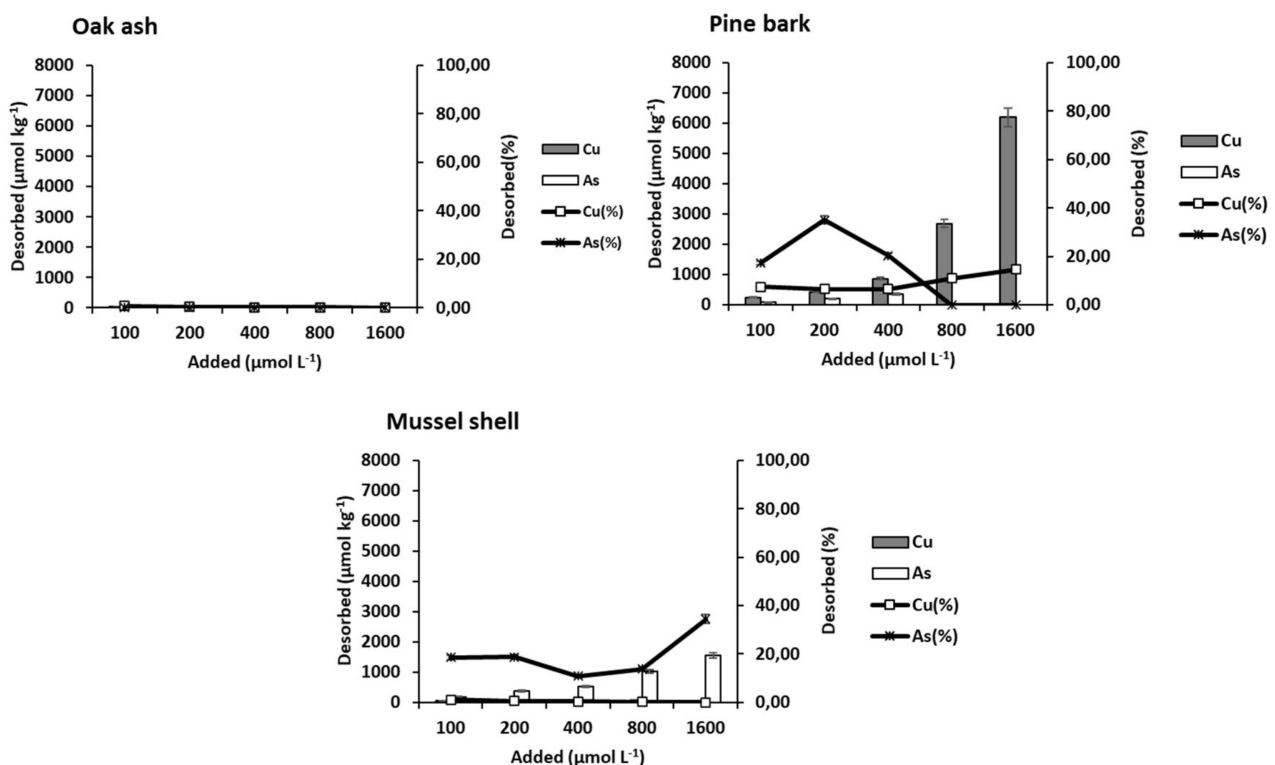 Oak ash
Desorbed (µmol kg⁻¹)
8000
7000
6000
5000
4000
3000
2000
1000
0
100 200 400 800 1600
Added (µmol L⁻¹)
100,00
80,00
60,00
40,00
20,00
0,00
Desorbed(%)
Cu
As
Cu(%)
As(%)
Pine bark
Desorbed (µmol kg⁻¹)
8000
7000
6000
5000
4000
3000
2000
1000
0
100 200 400 800 1600
Added (µmol L⁻¹)
100,00
80,00
60,00
40,00
20,00
0,00
Desorbed (%)
Cu
As
Cu(%)
As(%)
Mussel shell
Desorbed (µmol kg⁻¹)
8000
7000
6000
5000
4000
3000
2000
1000
0
100 200 400 800 1600
Added (µmol L⁻¹)
100,00
80,00
60,00
40,00
20,00
0,00
Desorbed (%)
Cu
As
Cu(%)
As(%)